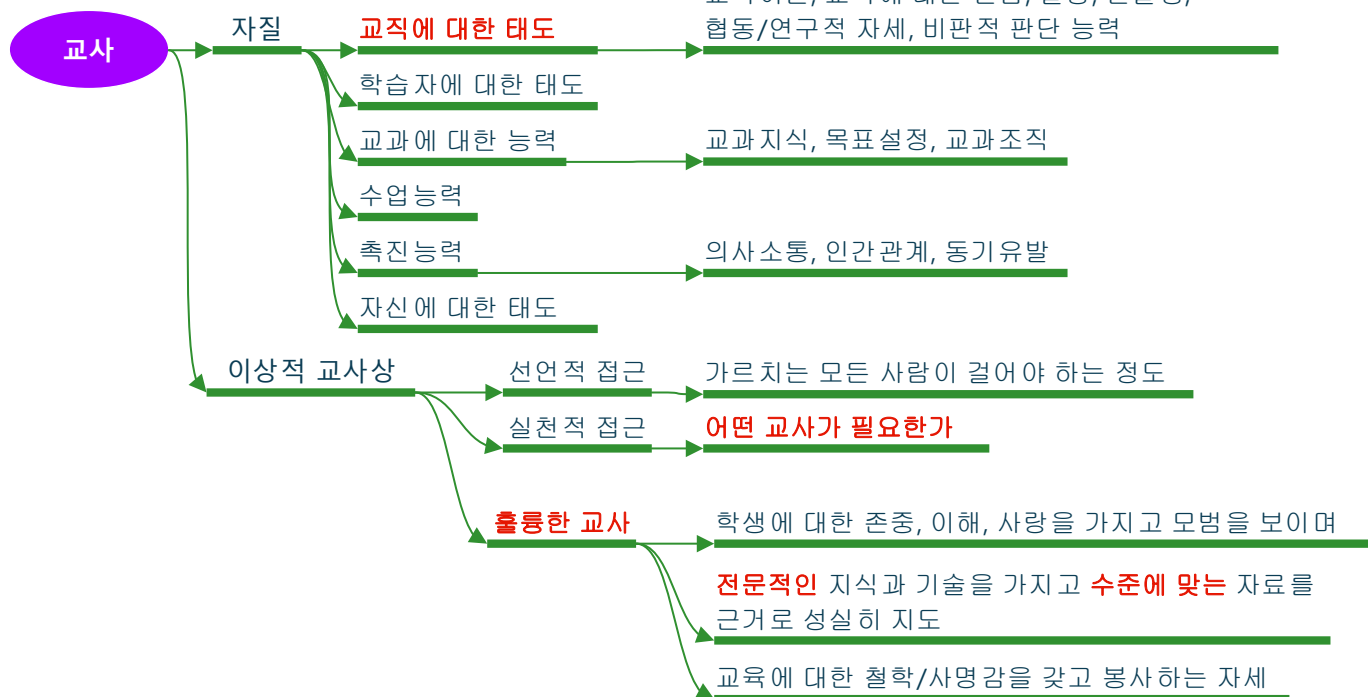 교사
자질
교직에 대한 태도
협동/연구적 자세, 비판적 판단 능력
학습자에 대한 태도
교과에 대한 능력
교과지식, 목표설정, 교과조직
수업능력
촉진능력
의사소통, 인간관계, 동기유발
자신에 대한 태도
이상적 교사상
선언적 접근
가르치는 모든 사람이 걸어야 하는 정도
실천적 접근
어떤 교사가 필요한가
훌륭한 교사
학생에 대한 존중, 이해, 사랑을 가지고 모범을 보이며
전문적인 지식과 기술을 가지고 수준에 맞는 자료를
근거로 성실히 지도
교육에 대한 철학/사명감을 갖고 봉사하는 자세